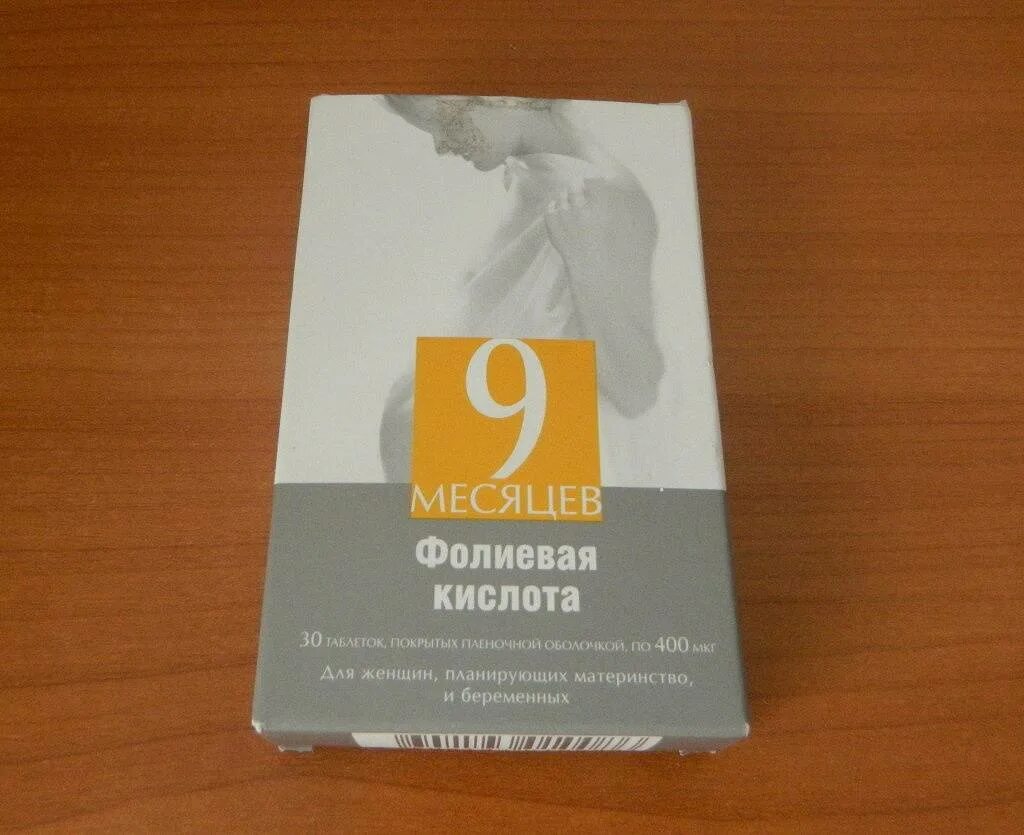 9
МЕСЯЦЕВ
Фолиевая
кислота
30 таблеток, покрытых пленочной оболочкой, по 400 мкг
Для женщин, планирующих материнство,
и беременных